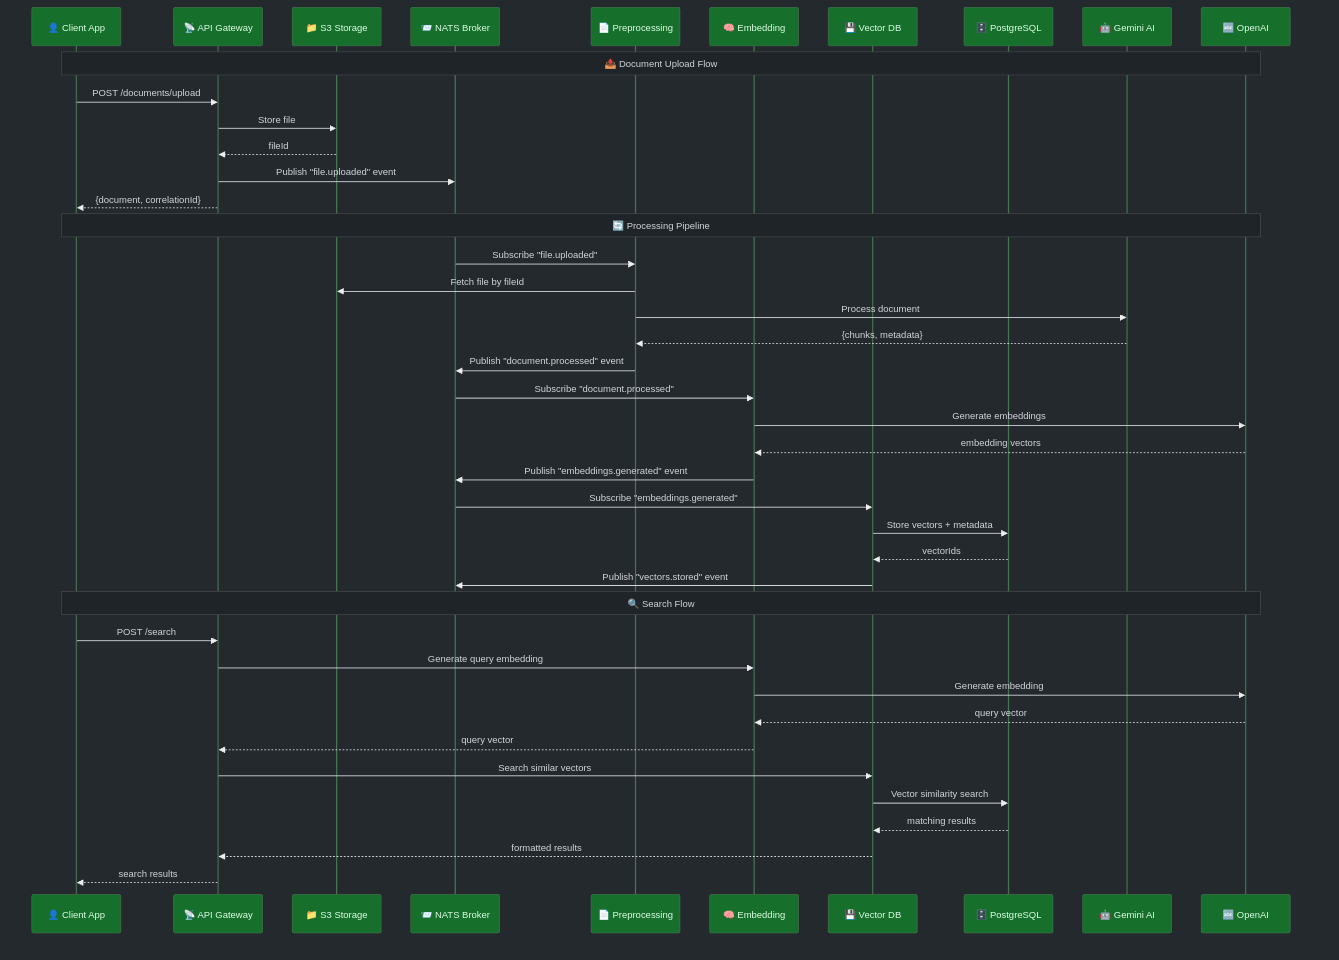 👤 Client App
📡 API Gateway
📁 S3 Storage
📨 NATS Broker
📄 Preprocessing
🧠 Embedding
💾 Vector DB
🗄️ PostgreSQL
🤖 Gemini AI
🔤 OpenAI
📤 Document Upload Flow
POST /documents/upload
Store file
fileId
Publish "file.uploaded" event
{document, correlationId}
🔄 Processing Pipeline
Subscribe "file.uploaded"
Fetch file by fileId
Process document
{chunks, metadata}
Publish "document.processed" event
Subscribe "document.processed"
Generate embeddings
embedding vectors
Publish "embeddings.generated" event
Subscribe "embeddings.generated"
Store vectors + metadata
vectorIds
Publish "vectors.stored" event
🔍 Search Flow
POST /search
Generate query embedding
Generate embedding
query vector
query vector
Search similar vectors
Vector similarity search
matching results
formatted results
search results
👤 Client App
📡 API Gateway
📁 S3 Storage
📨 NATS Broker
📄 Preprocessing
🧠 Embedding
💾 Vector DB
🗄️ PostgreSQL
🤖 Gemini AI
🔤 OpenAI